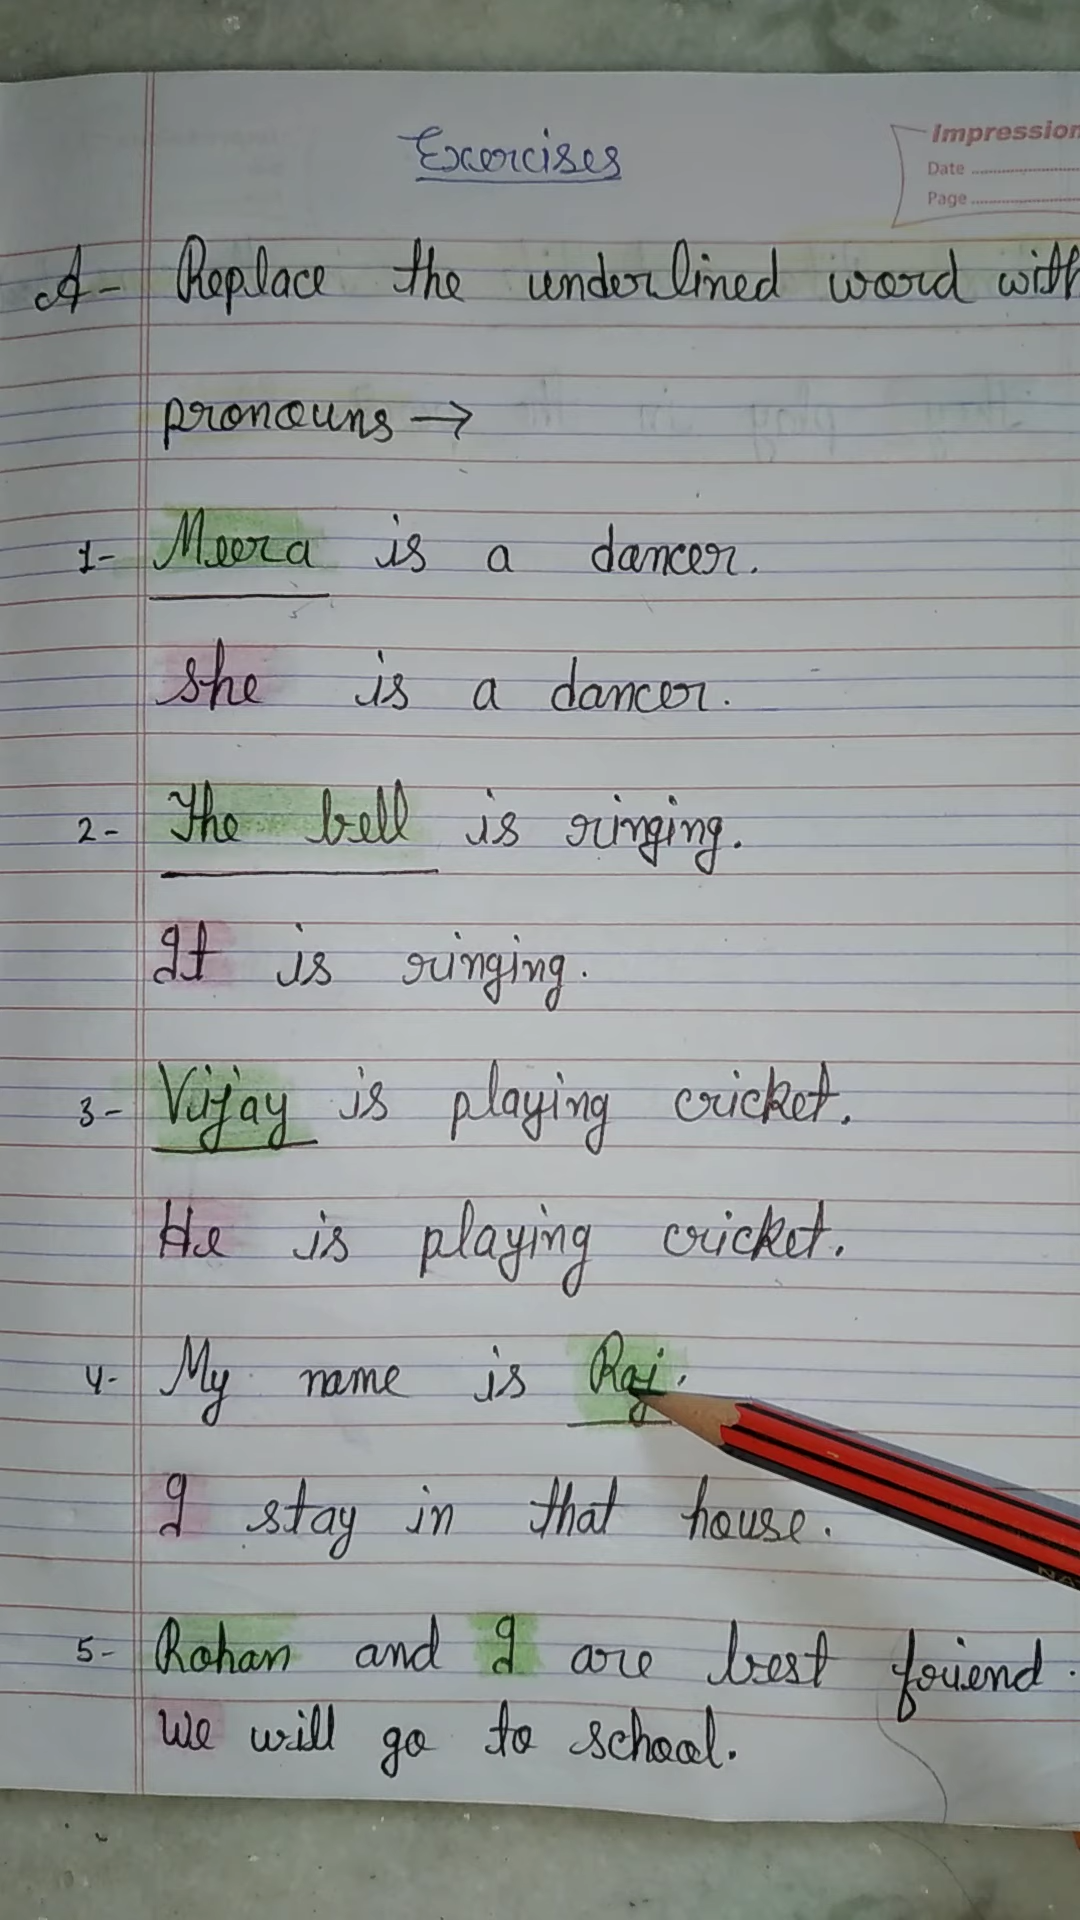 Exercises
Impression
Date
Page
A- Replace the underlined word with
pronouns →
1- Meera is a dancer.
She is a dancer.
2- The bell is ringing.
It is ringing.
3- Vijay is playing cricket.
He is playing cricket.
4- My name is Raj.
I stay in that house.
5- Rohan and I are best friend.
We will go to school.